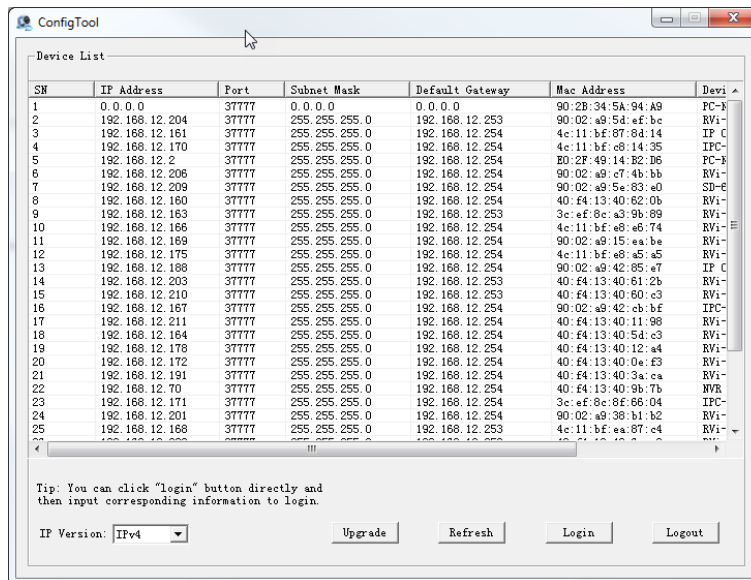 ConfigTool
Device List
SN IP Address Port Subnet Mask Default Gateway Mac Address Devi
1 0.0.0.0 37777 0.0.0.0 0.0.0.0 90:2B:34:5A:94:A9 PC-N
2 192.168.12.204 37777 255.255.255.0 192.168.12.253 90:02:a9:5d:ef:bc RVi-
3 192.168.12.161 37777 255.255.255.0 192.168.12.254 4c:11:bf:87:8d:14 IP C
4 192.168.12.170 37777 255.255.255.0 192.168.12.254 4c:11:bf:c8:14:35 IPC-
5 192.168.12.2 37777 255.255.255.0 192.168.12.254 E0:2F:49:14:B2:D6 PC-N
6 192.168.12.206 37777 255.255.255.0 192.168.12.254 90:02:a9:c7:4b:bb RVi-
7 192.168.12.209 37777 255.255.255.0 192.168.12.254 90:02:a9:5e:83:e0 SD-6
8 192.168.12.160 37777 255.255.255.0 192.168.12.254 40:f4:13:40:62:0b RVi-
9 192.168.12.163 37777 255.255.255.0 192.168.12.253 3c:ef:8c:a3:9b:89 RVi-
10 192.168.12.166 37777 255.255.255.0 192.168.12.254 4c:11:bf:e8:e6:74 RVi-
11 192.168.12.169 37777 255.255.255.0 192.168.12.254 90:02:a9:15:ea:be RVi-
12 192.168.12.175 37777 255.255.255.0 192.168.12.254 4c:11:bf:e8:a5:a5 RVi-
13 192.168.12.188 37777 255.255.255.0 192.168.12.254 90:02:a9:42:85:e7 IP C
14 192.168.12.203 37777 255.255.255.0 192.168.12.253 40:f4:13:40:61:2b RVi-
15 192.168.12.210 37777 255.255.255.0 192.168.12.253 40:f4:13:40:60:c3 RVi-
16 192.168.12.167 37777 255.255.255.0 192.168.12.254 90:02:a9:42:cb:bf IPC-
17 192.168.12.211 37777 255.255.255.0 192.168.12.254 40:f4:13:40:11:98 RVi-
18 192.168.12.164 37777 255.255.255.0 192.168.12.254 40:f4:13:40:5d:c3 RVi-
19 192.168.12.178 37777 255.255.255.0 192.168.12.254 40:f4:13:40:12:a4 RVi-
20 192.168.12.172 37777 255.255.255.0 192.168.12.254 40:f4:13:40:0e:f3 RVi-
21 192.168.12.191 37777 255.255.255.0 192.168.12.254 40:f4:13:40:3a:ca RVi-
22 192.168.12.70 37777 255.255.255.0 192.168.12.254 40:f4:13:40:9b:7b NVR
23 192.168.12.171 37777 255.255.255.0 192.168.12.254 3c:ef:8c:8f:66:04 IPC-
24 192.168.12.201 37777 255.255.255.0 192.168.12.254 90:02:a9:38:b1:b2 RVi-
25 192.168.12.168 37777 255.255.255.0 192.168.12.253 4c:11:bf:ea:87:c4 RVi-
Tip: You can click "login" button directly and
then input corresponding information to login.
IP Version: IPv4 Upgrade Refresh Login Logout